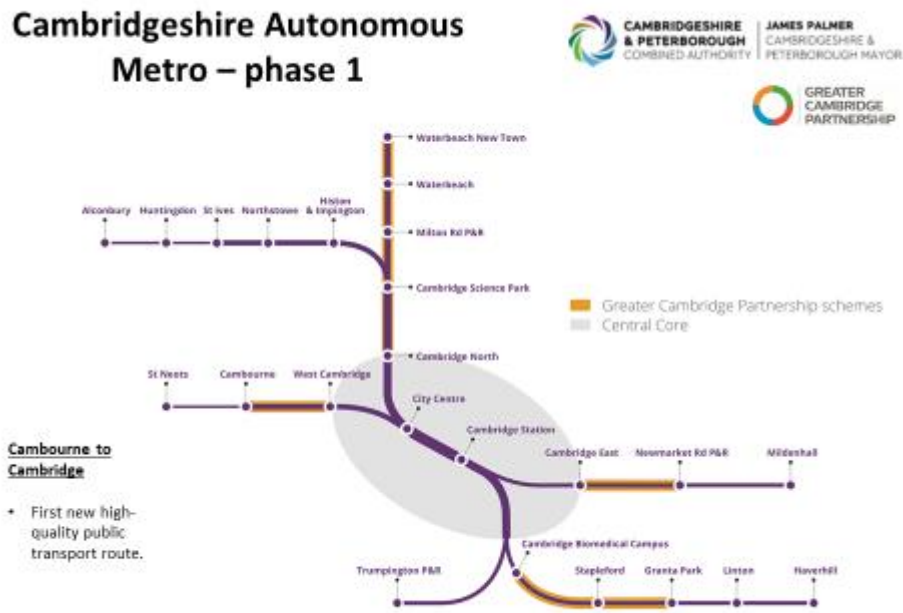 Cambridgeshire Autonomous
Metro – phase 1
CAMBRIDGESHIRE
& PETERBOROUGH
COMBINED AUTHORITY
JAMES PALMER
CAMBRIDGESHIRE &
PETERBOROUGH MAYOR
GREATER
CAMBRIDGE
PARTNERSHIP
Waterbeach New Town
Waterbeach
Milton Rd P&R
Alconbury
Huntingdon
St Ives
Northstowe
Histon
& Impington
Cambridge Science Park
Greater Cambridge Partnership schemes
Central Core
Cambridge North
St Neots
Cambourne
West Cambridge
City Centre
Cambridge Station
Cambridge East
Newmarket Rd P&R
Mildenhall
Cambourne to
Cambridge
• First new high-
quality public
transport route.
Cambridge Biomedical Campus
Trumpington P&R
Stapleford
Granta Park
Linton
Haverhill